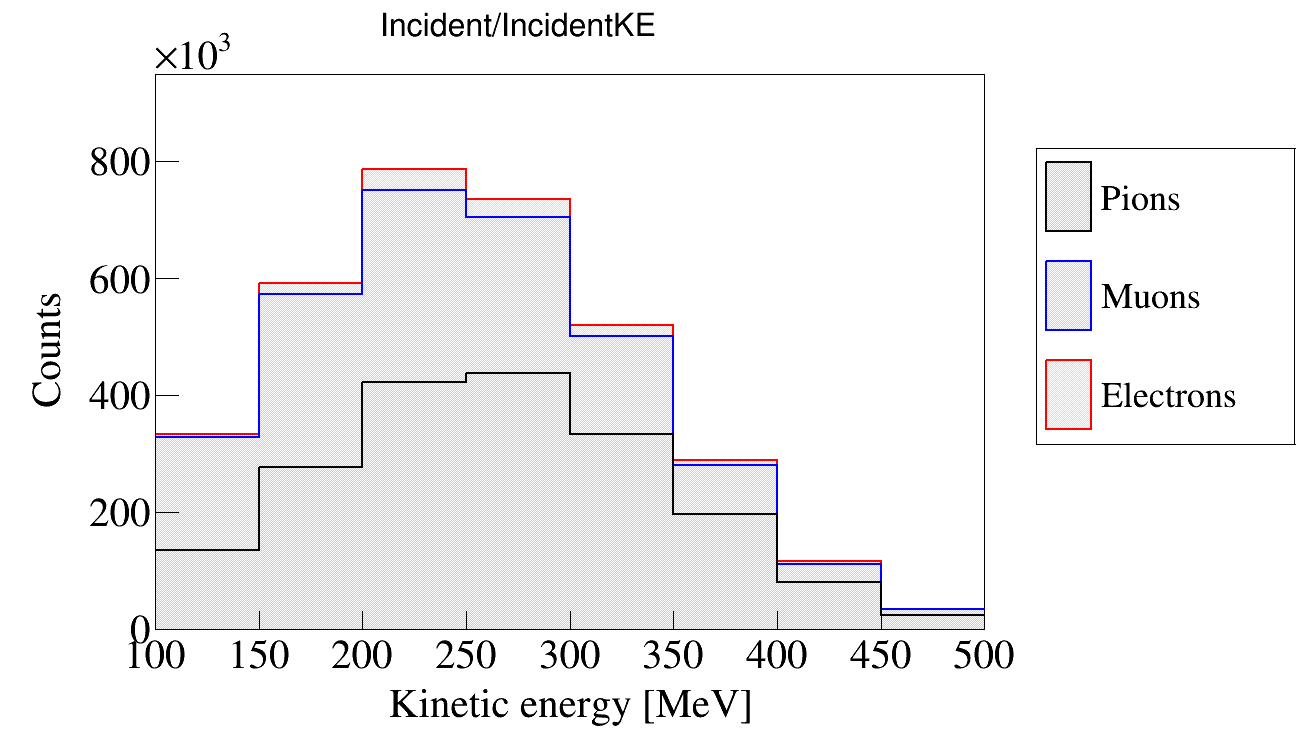 Incident/IncidentKE
×10³
800
600
400
200
0
Counts
100 150 200 250 300 350 400 450 500
Kinetic energy [MeV]
Pions
Muons
Electrons